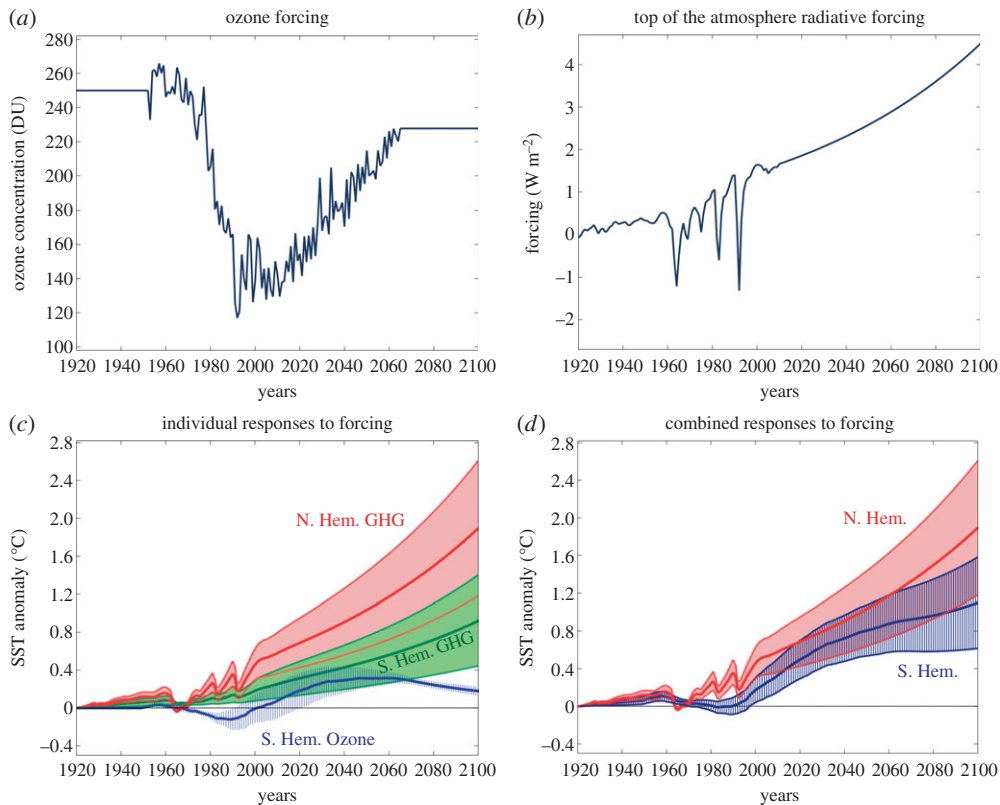 (a) ozone forcing
280
260
240
220
200
180
160
140
120
100
ozone concentration (DU)
1920 1940 1960 1980 2000 2020 2040 2060 2080 2100
years
(b) top of the atmosphere radiative forcing
4
3
2
1
0
−1
−2
forcing (W m−2)
1920 1940 1960 1980 2000 2020 2040 2060 2080 2100
years
(c) individual responses to forcing
2.8
2.4
2.0
1.6
1.2
0.8
0.4
0
−0.4
SST anomaly (°C)
N. Hem. GHG
S. Hem. GHG
S. Hem. Ozone
1920 1940 1960 1980 2000 2020 2040 2060 2080 2100
years
(d) combined responses to forcing
2.8
2.4
2.0
1.6
1.2
0.8
0.4
0
−0.4
SST anomaly (°C)
N. Hem.
S. Hem.
1920 1940 1960 1980 2000 2020 2040 2060 2080 2100
years